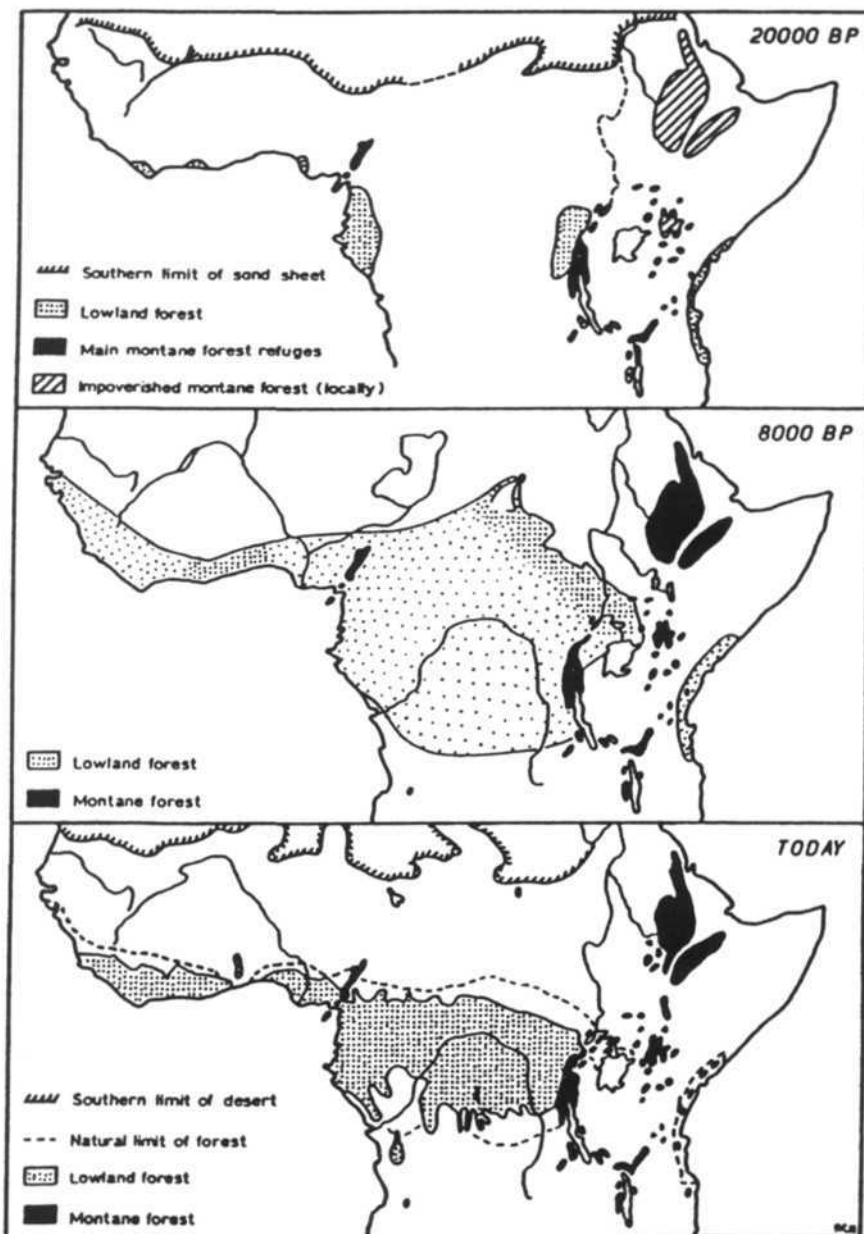 20000 BP
Southern limit of sand sheet
Lowland forest
Main montane forest refuges
Impoverished montane forest (locally)
8000 BP
Lowland forest
Montane forest
TODAY
Southern limit of desert
Natural limit of forest
Lowland forest
Montane forest